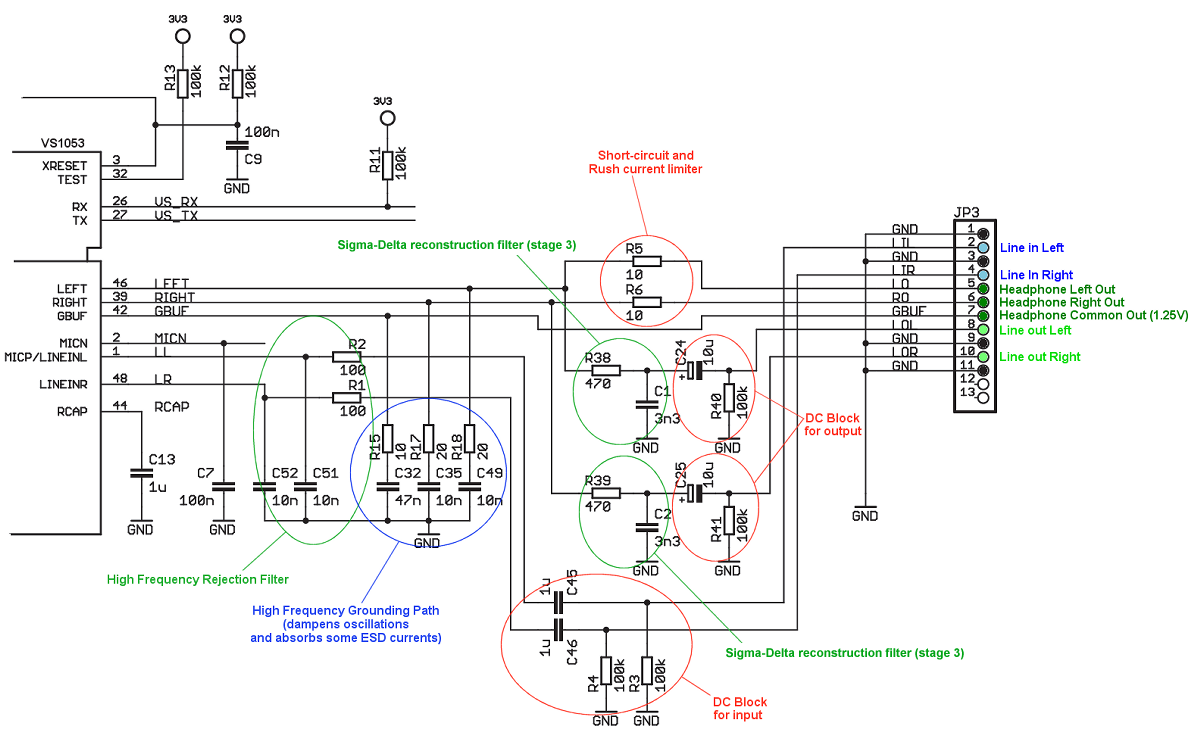 3V3
3V3
R13
100k
R12
100k
3V3
100n
C9
GND
VS1053
XRESET
3
TEST
32
R11
100k
RX
26
VS_RX
TX
27
VS_TX
Short-circuit and
Rush current limiter
Sigma-Delta reconstruction filter (stage 3)
R5
10
R6
10
JP3
GND
1
LIL
2
Line in Left
GND
3
LIR
4
Line In Right
LO
5
Headphone Left Out
RO
6
Headphone Right Out
GBUF
7
Headphone Common Out (1.25V)
LOL
8
Line out Left
GND
9
LOR
10
Line out Right
GND
11
12
13
LEFT
46
LEFT
RIGHT
39
RIGHT
GBUF
42
GBUF
MICN
2
MICN
MICP/LINEINL
1
LL
LINEINR
48
LR
RCAP
44
RCAP
R2
100
R1
100
R38
470
C1
3n3
GND
C24
10u
+
R40
100k
GND
DC Block
for output
R15
10
R17
20
R18
20
C13
1u
GND
C7
100n
GND
C52
10n
C51
10n
C32
47n
C35
10n
C49
10n
GND
R39
470
C2
3n3
GND
C25
10u
+
R41
100k
GND
GND
High Frequency Rejection Filter
High Frequency Grounding Path
(dampens oscillations
and absorbs some ESD currents)
1u
C45
1u
C46
R4
100k
R3
100k
GND
GND
Sigma-Delta reconstruction filter (stage 3)
DC Block
for input